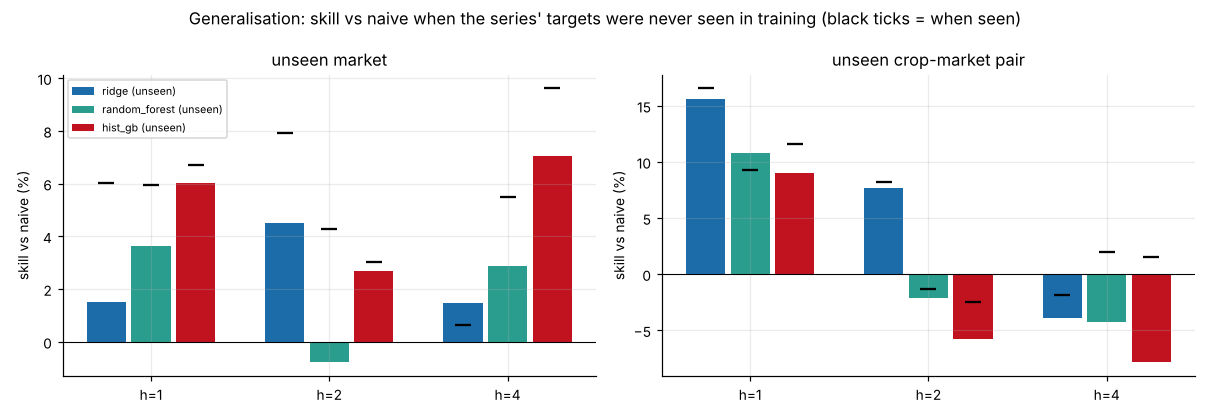 Generalisation: skill vs naive when the series' targets were never seen in training (black ticks = when seen)
unseen market
ridge (unseen)
random_forest (unseen)
hist_gb (unseen)
skill vs naive (%)
10
8
6
4
2
0
h=1
h=2
h=4
unseen crop-market pair
skill vs naive (%)
15
10
5
0
−5
h=1
h=2
h=4